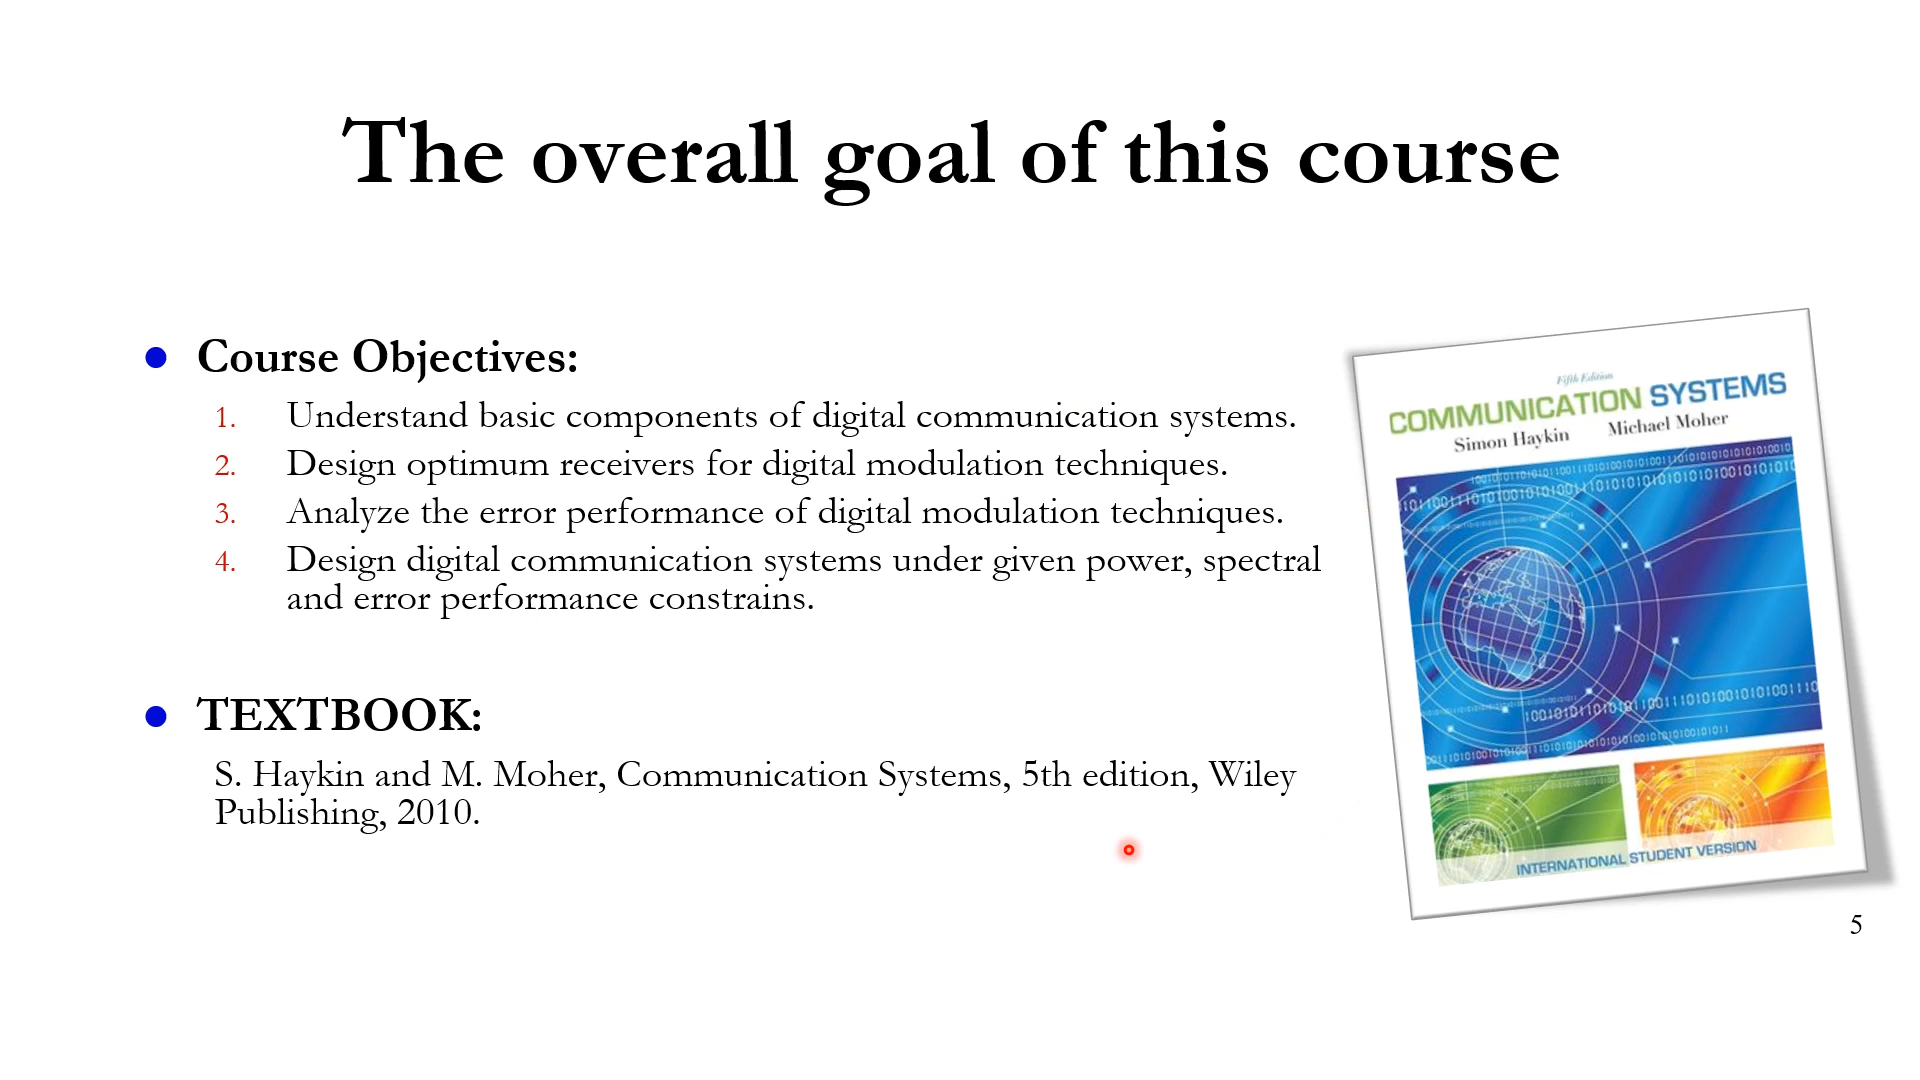 The overall goal of this course
Course Objectives:
1. Understand basic components of digital communication systems.
2. Design optimum receivers for digital modulation techniques.
3. Analyze the error performance of digital modulation techniques.
4. Design digital communication systems under given power, spectral
and error performance constrains.
TEXTBOOK:
S. Haykin and M. Moher, Communication Systems, 5th edition, Wiley
Publishing, 2010.
Fifth Edition
COMMUNICATION SYSTEMS
Simon Haykin Michael Moher
INTERNATIONAL STUDENT VERSION
5